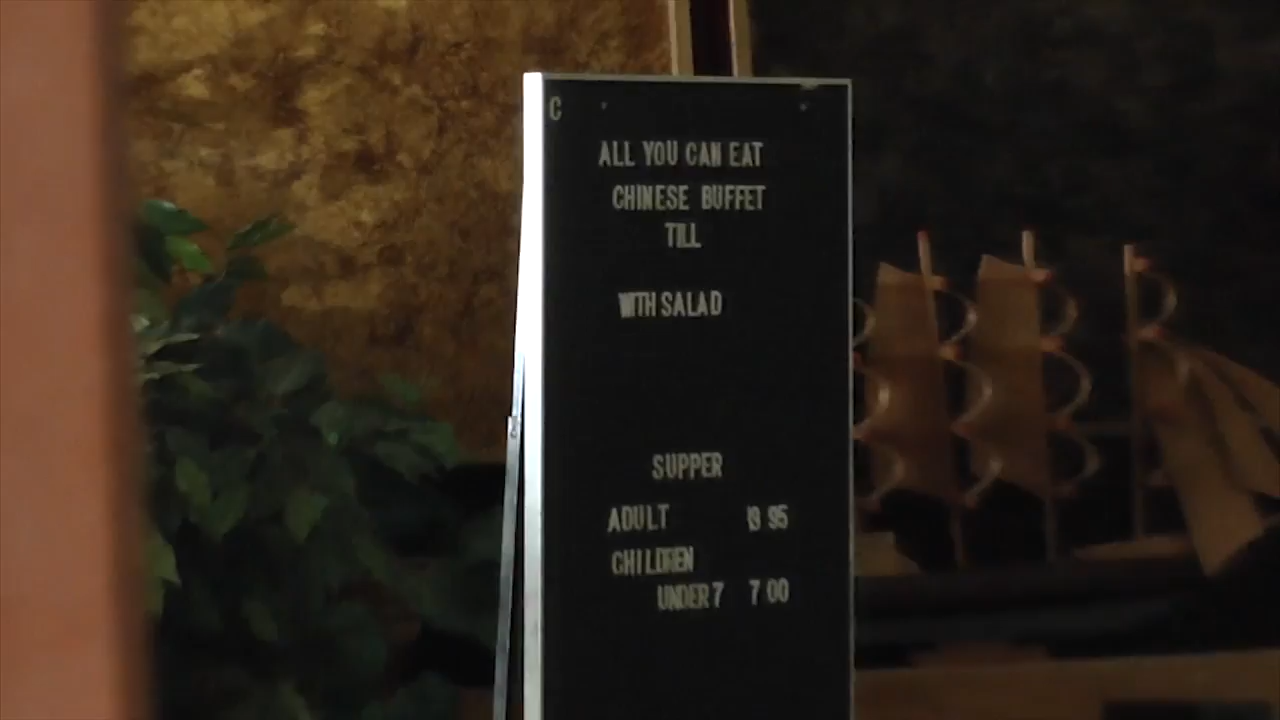 C
ALL YOU CAN EAT
CHINESE BUFFET
TILL
WITH SALAD
SUPPER
ADULT 13 95
CHILDREN
UNDER 7 7 00